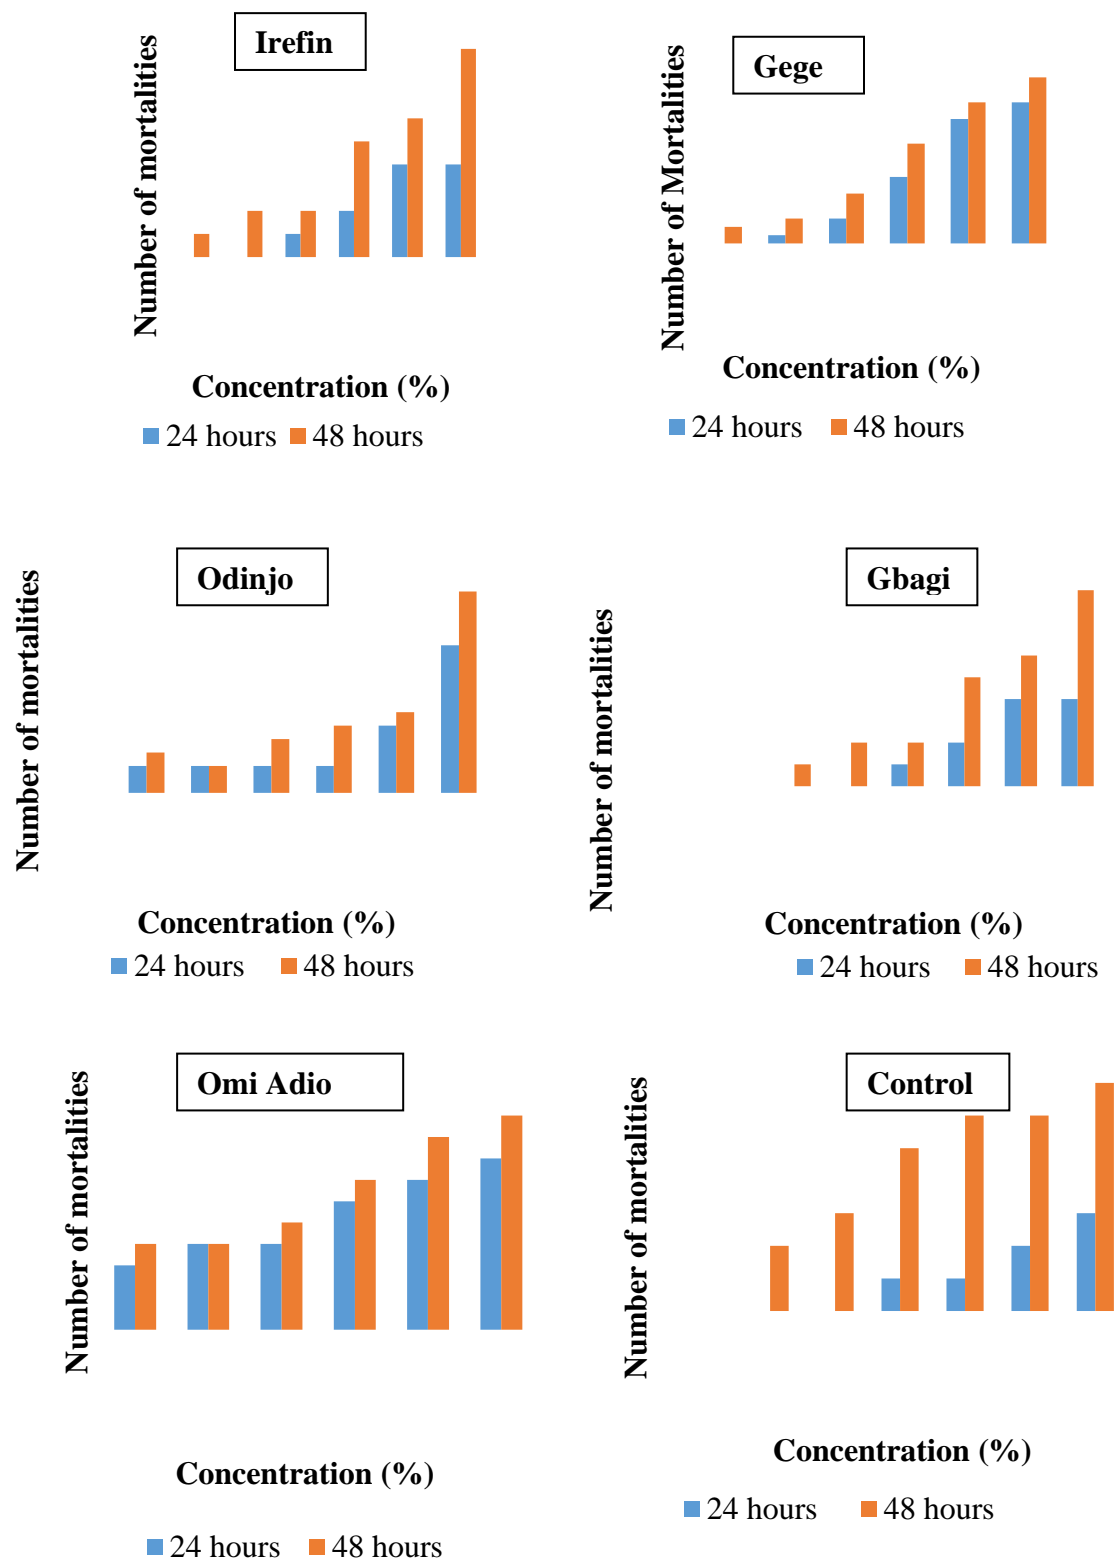 Irefin
Number of mortalities
Concentration (%)
24 hours 48 hours
Gege
Number of Mortalities
Concentration (%)
24 hours 48 hours
Odinjo
Number of mortalities
Concentration (%)
24 hours 48 hours
Gbagi
Number of mortalities
Concentration (%)
24 hours 48 hours
Omi Adio
Number of mortalities
Concentration (%)
24 hours 48 hours
Control
Number of mortalities
Concentration (%)
24 hours 48 hours